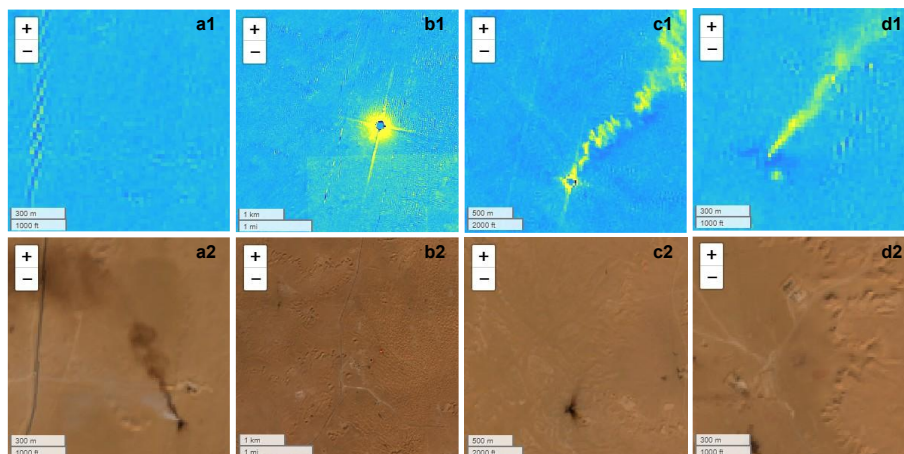 a1
+
−
300 m
1000 ft
b1
+
−
1 km
1 mi
c1
+
−
500 m
2000 ft
d1
+
−
300 m
1000 ft
a2
+
−
300 m
1000 ft
b2
+
−
1 km
1 mi
c2
+
−
500 m
2000 ft
d2
+
−
300 m
1000 ft